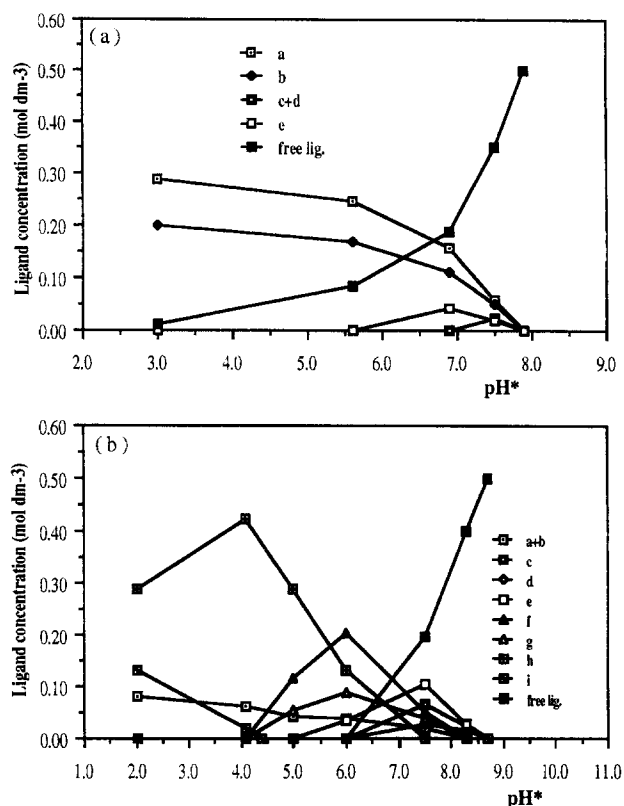 (a)
0.60
0.50
0.40
0.30
0.20
0.10
0.00
Ligand concentration (mol dm-3)
a
b
c+d
e
free lig.
2.0 3.0 4.0 5.0 6.0 7.0 8.0 9.0
pH*
(b)
0.60
0.50
0.40
0.30
0.20
0.10
0.00
Ligand concentration (mol dm-3)
a+b
c
d
e
f
g
h
i
free lig.
1.0 2.0 3.0 4.0 5.0 6.0 7.0 8.0 9.0 10.0 11.0
pH*